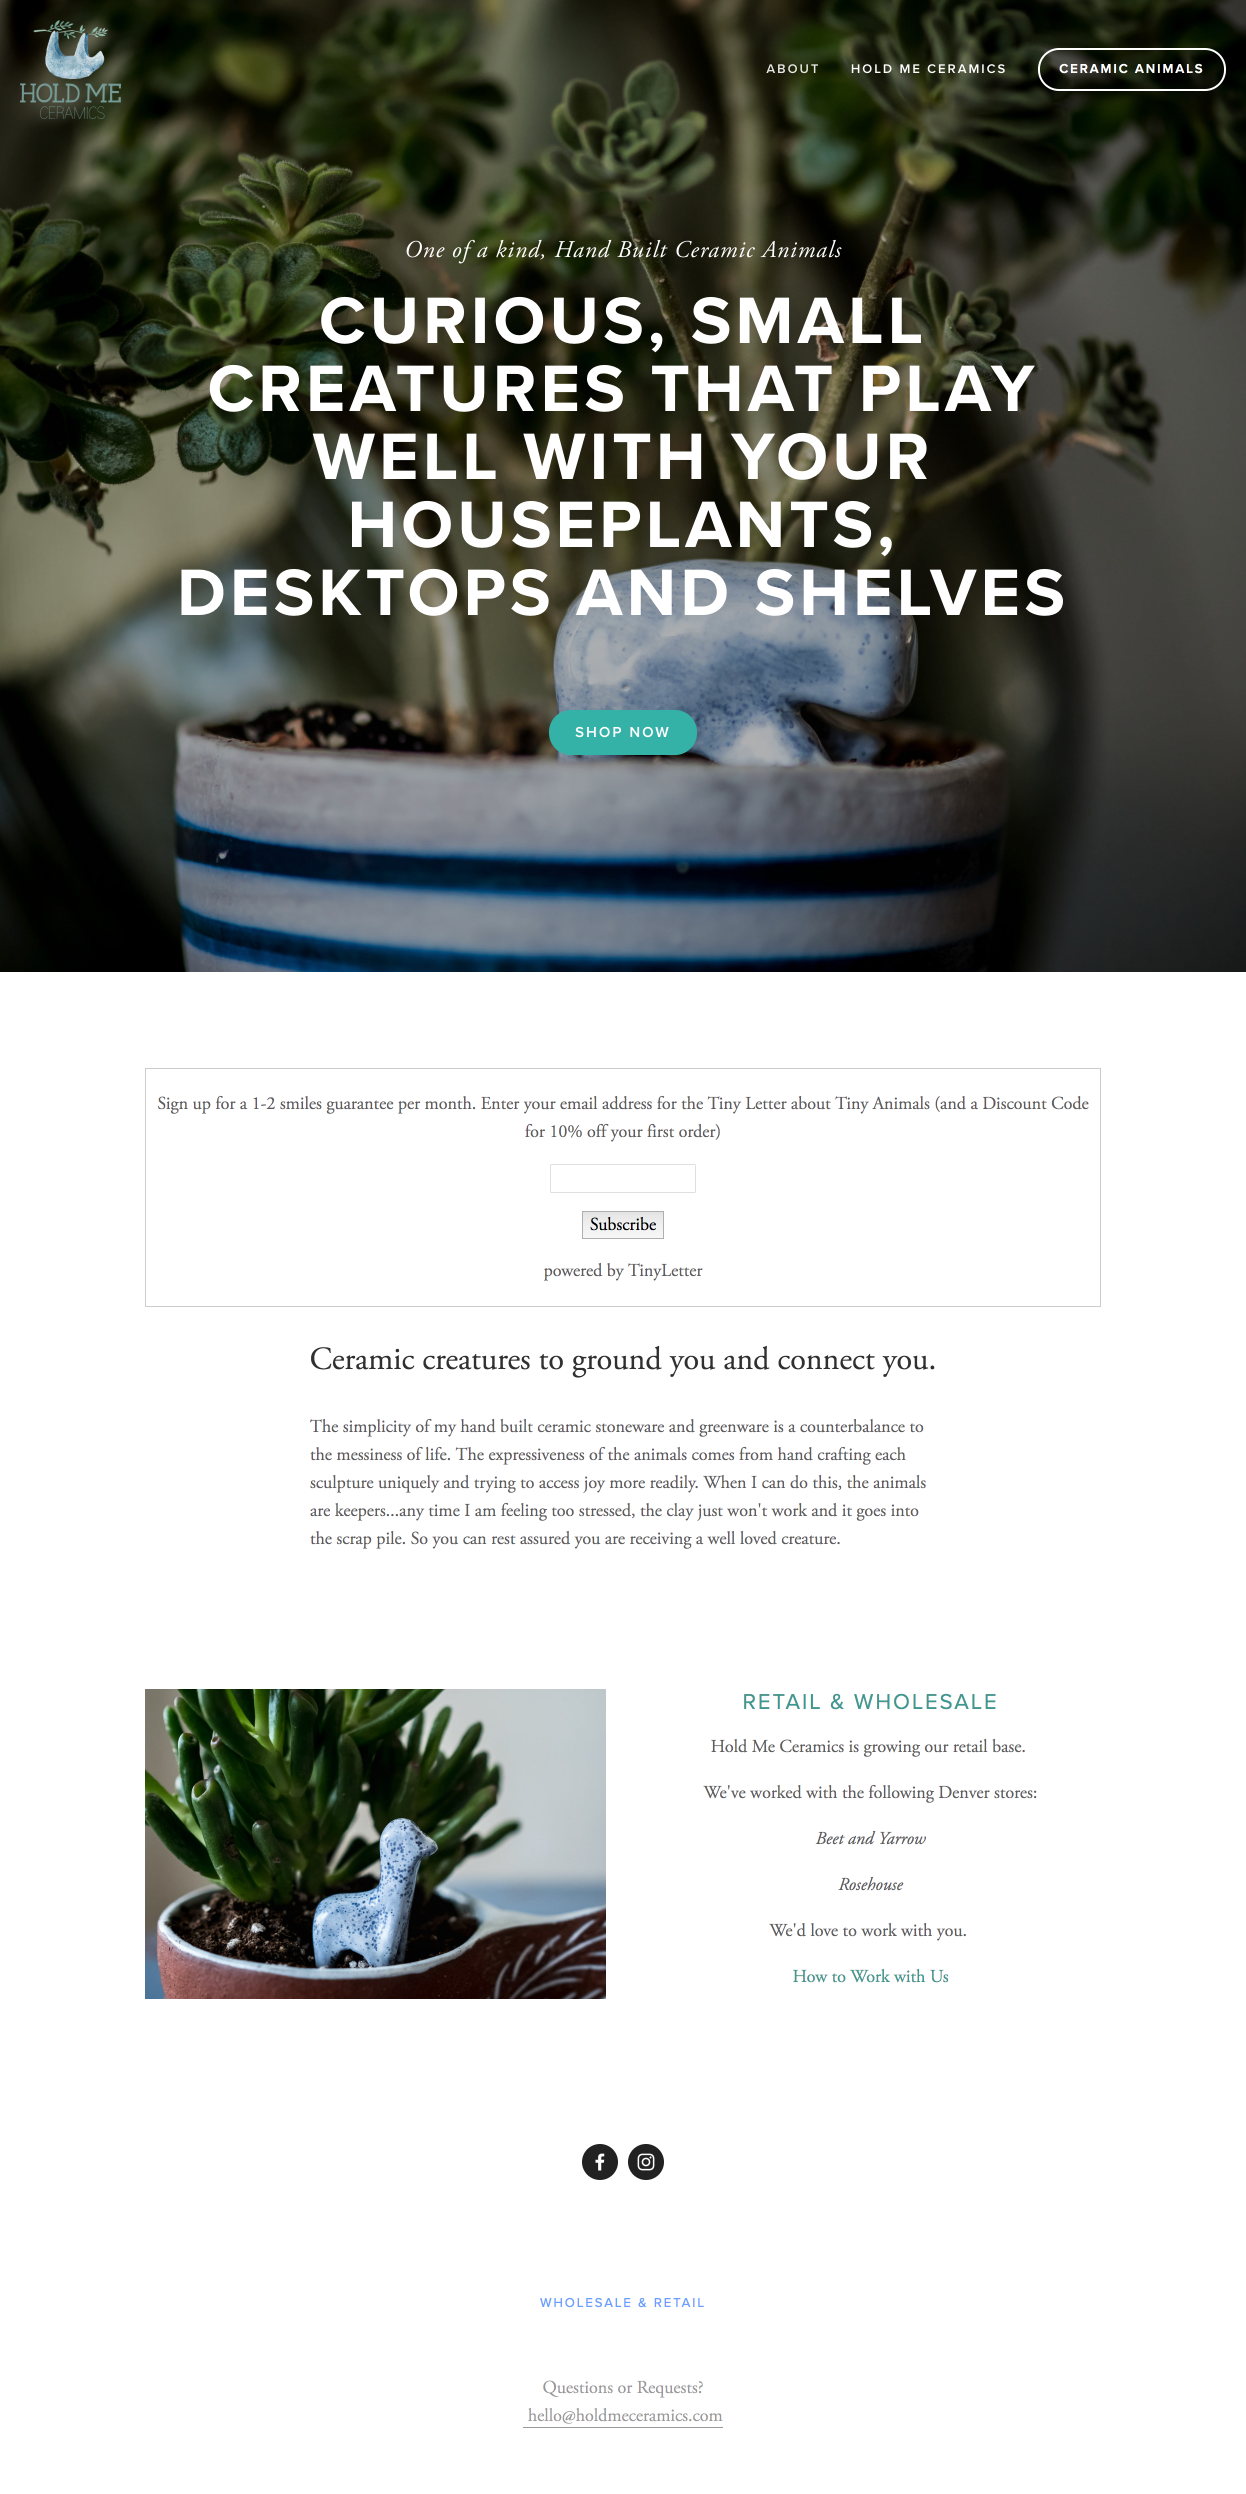 HOLD ME
CERAMICS
ABOUT
HOLD ME CERAMICS
CERAMIC ANIMALS
One of a kind, Hand Built Ceramic Animals
CURIOUS, SMALL
CREATURES THAT PLAY
WELL WITH YOUR
HOUSEPLANTS,
DESKTOPS AND SHELVES
SHOP NOW
Sign up for a 1-2 smiles guarantee per month. Enter your email address for the Tiny Letter about Tiny Animals (and a Discount Code
for 10% off your first order)
Subscribe
powered by TinyLetter
Ceramic creatures to ground you and connect you.
The simplicity of my hand built ceramic stoneware and greenware is a counterbalance to
the messiness of life. The expressiveness of the animals comes from hand crafting each
sculpture uniquely and trying to access joy more readily. When I can do this, the animals
are keepers...any time I am feeling too stressed, the clay just won't work and it goes into
the scrap pile. So you can rest assured you are receiving a well loved creature.
RETAIL & WHOLESALE
Hold Me Ceramics is growing our retail base.
We've worked with the following Denver stores:
Beet and Yarrow
Rosehouse
We'd love to work with you.
How to Work with Us
WHOLESALE & RETAIL
Questions or Requests?
hello@holdmeceramics.com